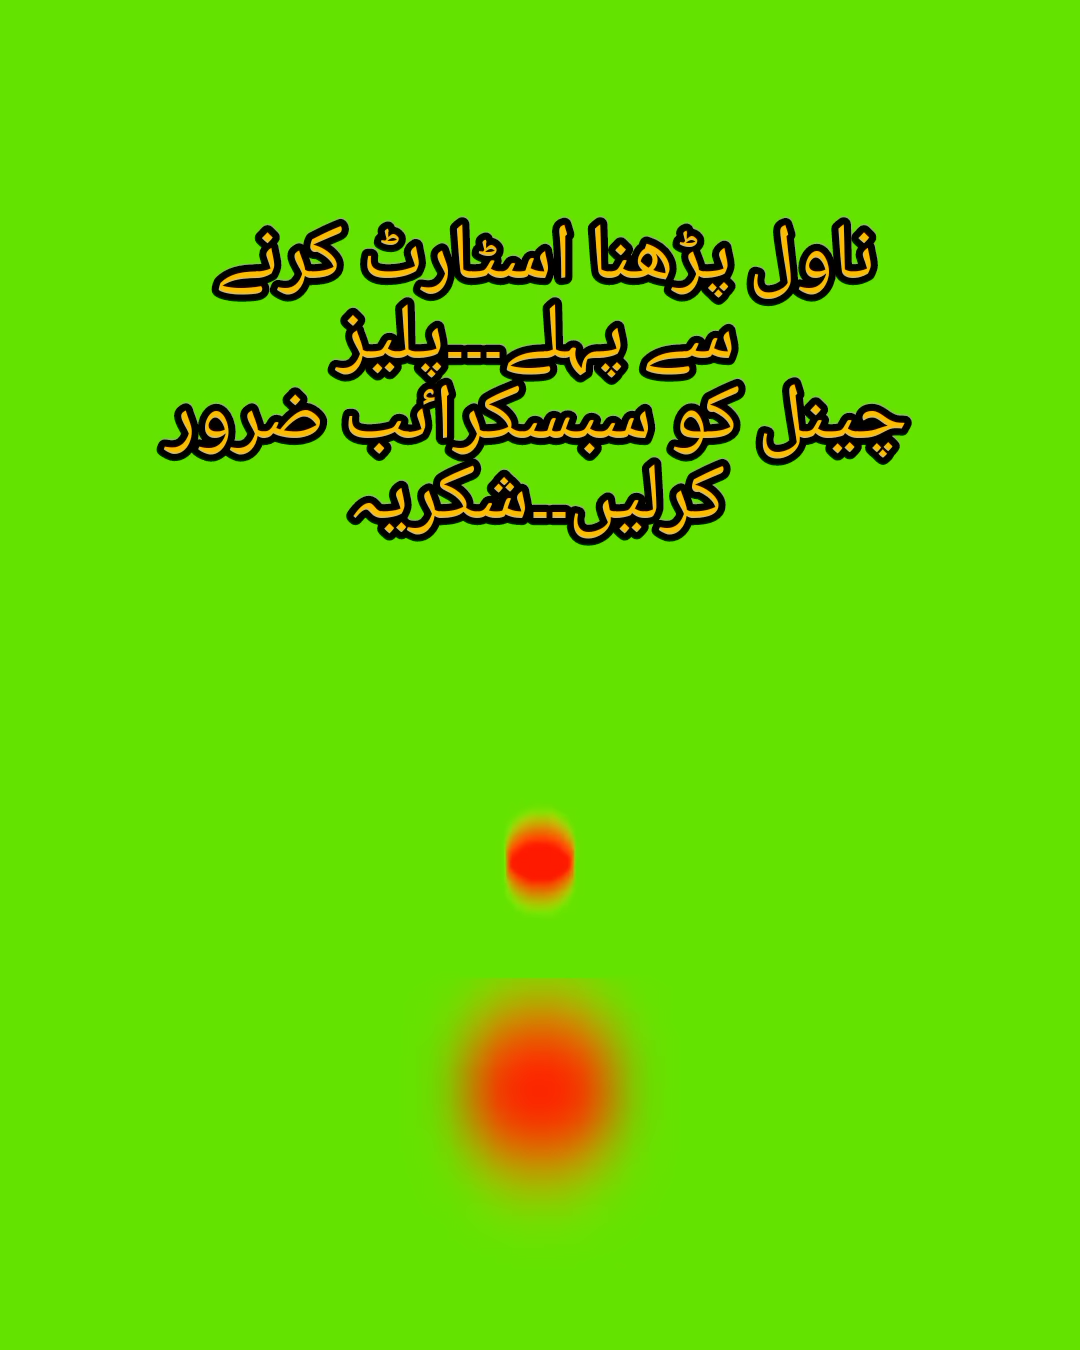 ناول پڑھنا اسٹارٹ کرنے
سے پہلے۔۔۔پلیز
چینل کو سبسکرائب ضرور
کرلیں۔۔شکریہ